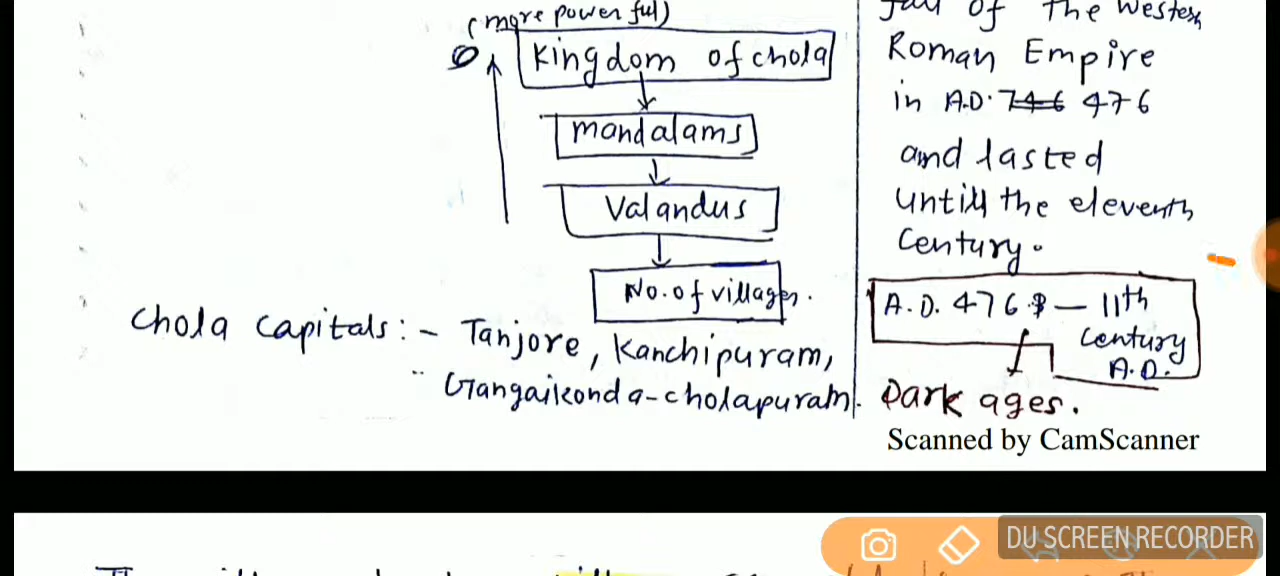 (more powerful)
Kingdom of chola
mandalams
Valandus
No. of villages.
Chola Capitals: - Tanjore, Kanchipuram,
Gangaikonda-cholapuram.
fall of the western
Roman Empire
in A.D. 746 476
and lasted
untill the eleventh
Century.
A.D. 476 — 11th
Century
A.D.
Dark ages.
Scanned by CamScanner
DU SCREEN RECORDER